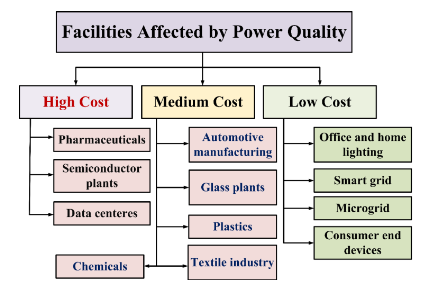 Facilities Affected by Power Quality
High Cost
Medium Cost
Low Cost
Pharmaceuticals
Semiconductor
plants
Data centeres
Automotive
manufacturing
Glass plants
Plastics
Chemicals
Textile industry
Office and home
lighting
Smart grid
Microgrid
Consumer end
devices